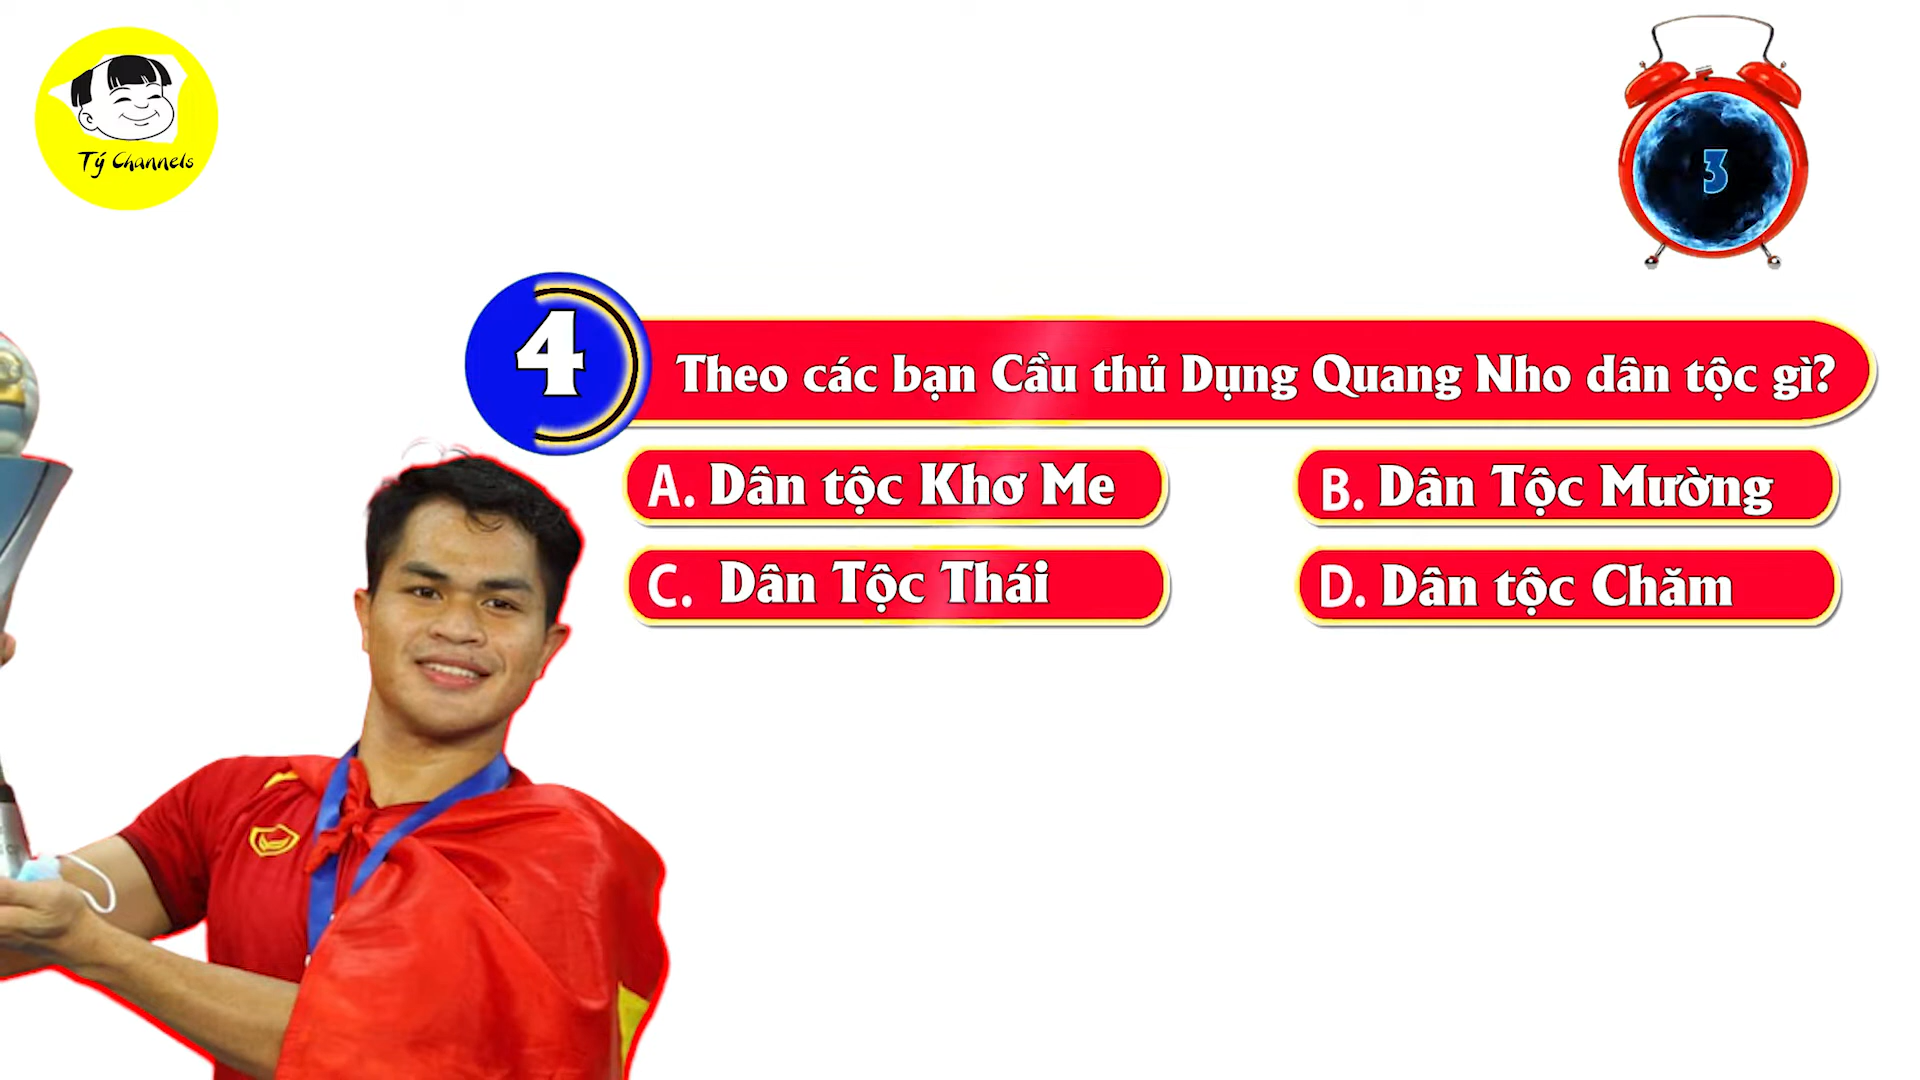 Tý Channels
3
4
Theo các bạn Cầu thủ Dụng Quang Nho dân tộc gì?
A. Dân tộc Khơ Me
B. Dân Tộc Mường
C. Dân Tộc Thái
D. Dân tộc Chăm